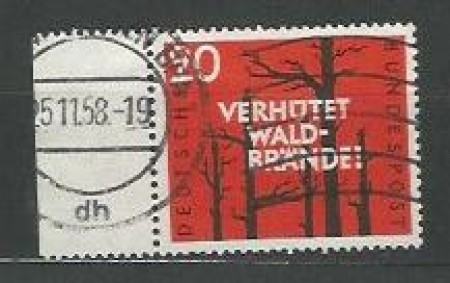 20
VERHÜTET
WALD-
BRÄNDE!
DEUTSCHE
BUNDESPOST
25.11.58.-19
dh